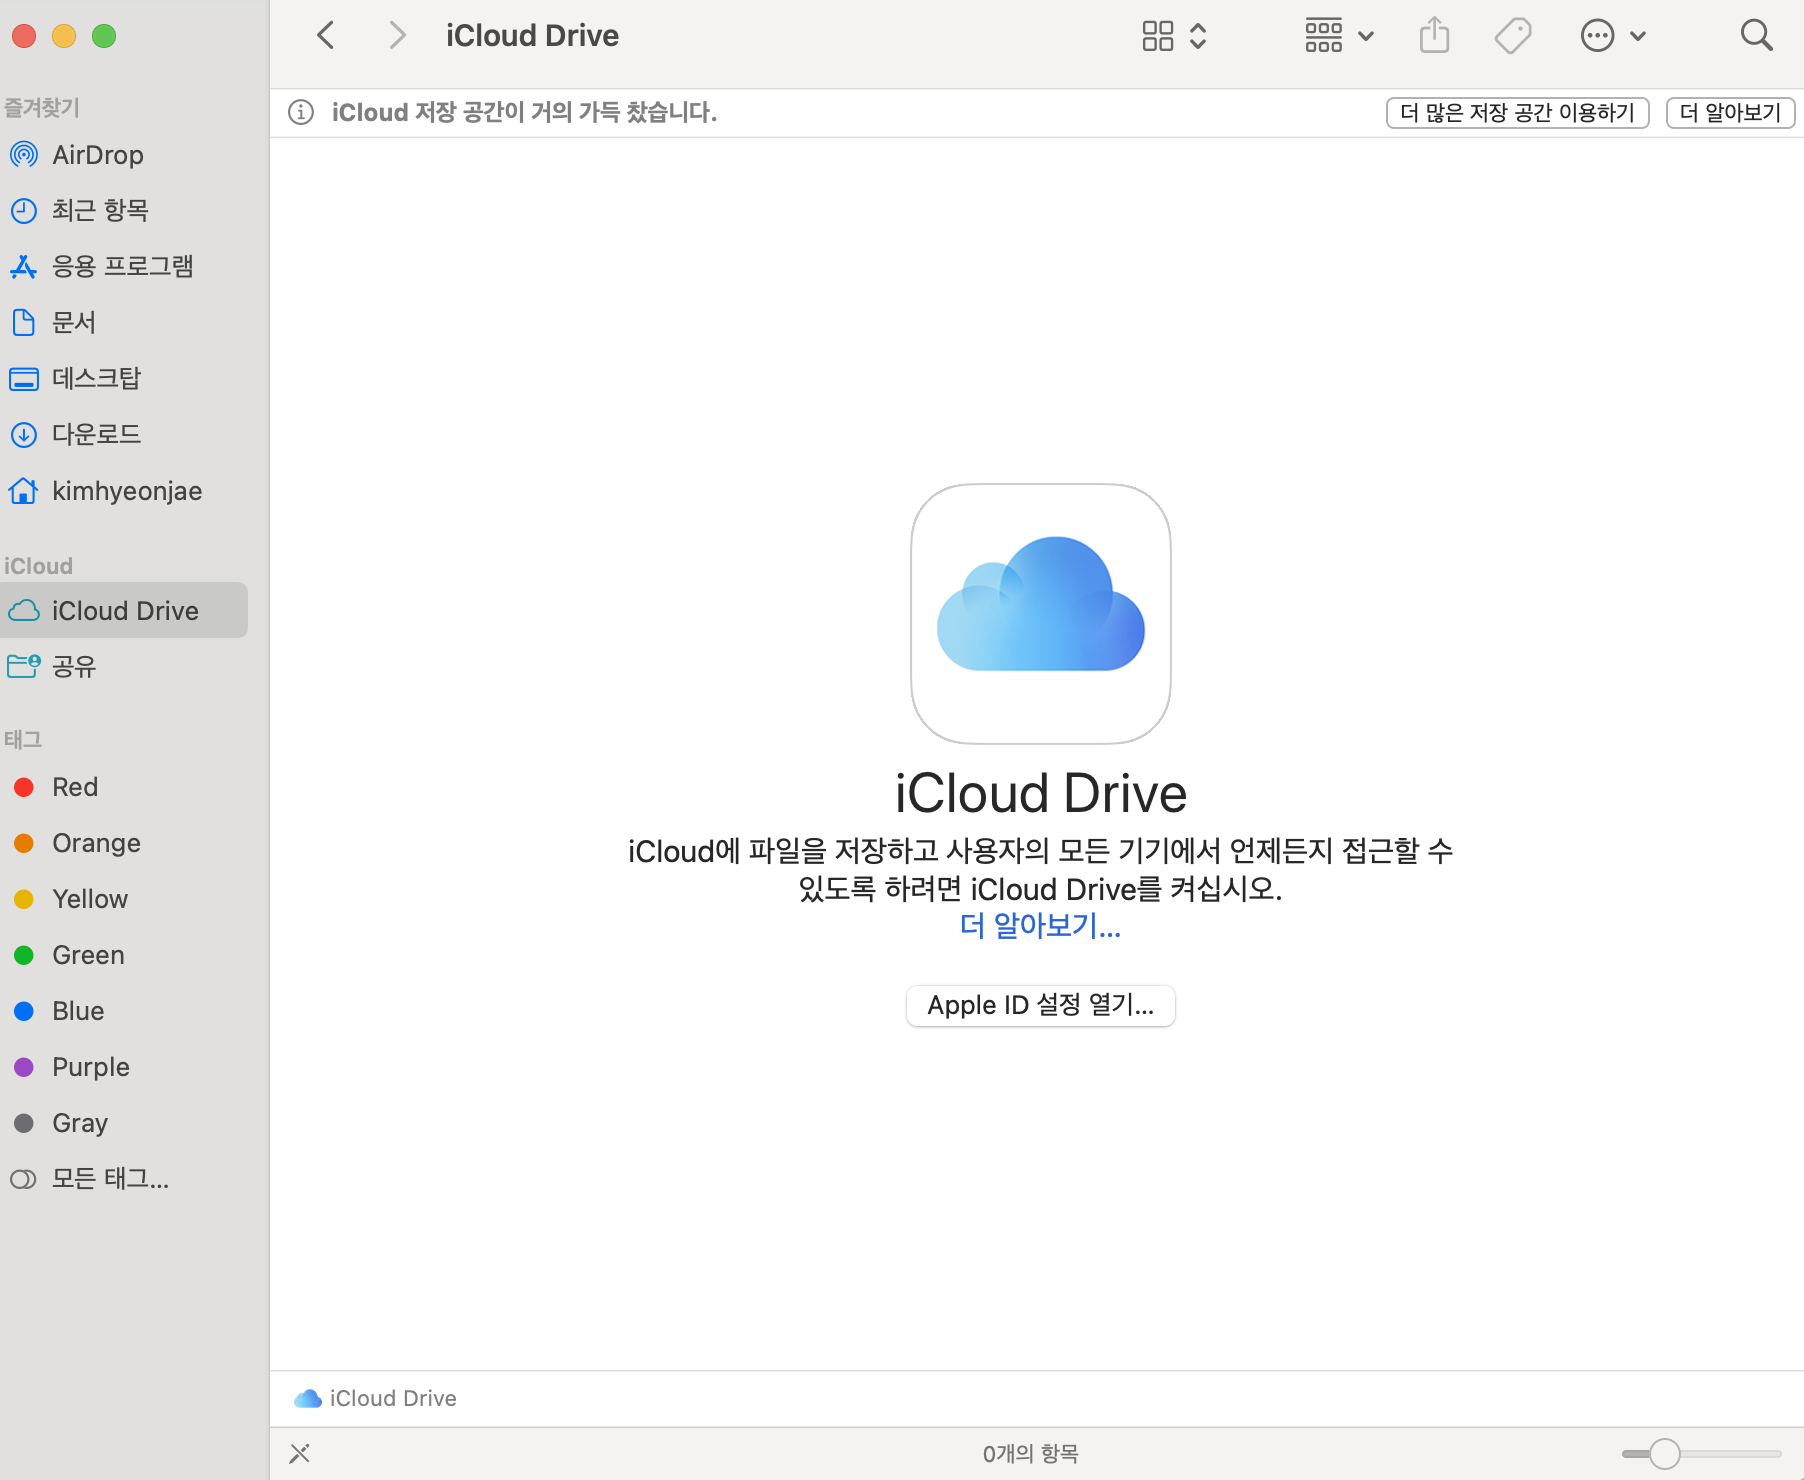 iCloud Drive
iCloud 저장 공간이 거의 가득 찼습니다.
더 많은 저장 공간 이용하기
더 알아보기
즐겨찾기
AirDrop
최근 항목
응용 프로그램
문서
데스크탑
다운로드
kimhyeonjae
iCloud
iCloud Drive
공유
태그
Red
Orange
Yellow
Green
Blue
Purple
Gray
모든 태그...
iCloud Drive
iCloud에 파일을 저장하고 사용자의 모든 기기에서 언제든지 접근할 수
있도록 하려면 iCloud Drive를 켜십시오.
더 알아보기...
Apple ID 설정 열기...
iCloud Drive
0개의 항목